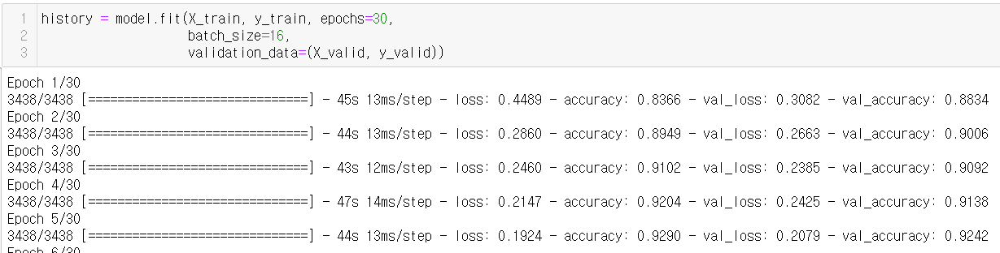 1 history = model.fit(X_train, y_train, epochs=30,
2 batch_size=16,
3 validation_data=(X_valid, y_valid))
Epoch 1/30
3438/3438 [==============================] - 45s 13ms/step - loss: 0.4489 - accuracy: 0.8366 - val_loss: 0.3082 - val_accuracy: 0.8834
Epoch 2/30
3438/3438 [==============================] - 44s 13ms/step - loss: 0.2860 - accuracy: 0.8949 - val_loss: 0.2663 - val_accuracy: 0.9006
Epoch 3/30
3438/3438 [==============================] - 43s 12ms/step - loss: 0.2460 - accuracy: 0.9102 - val_loss: 0.2385 - val_accuracy: 0.9092
Epoch 4/30
3438/3438 [==============================] - 47s 14ms/step - loss: 0.2147 - accuracy: 0.9204 - val_loss: 0.2425 - val_accuracy: 0.9138
Epoch 5/30
3438/3438 [==============================] - 44s 13ms/step - loss: 0.1924 - accuracy: 0.9290 - val_loss: 0.2079 - val_accuracy: 0.9242
Epoch 6/30